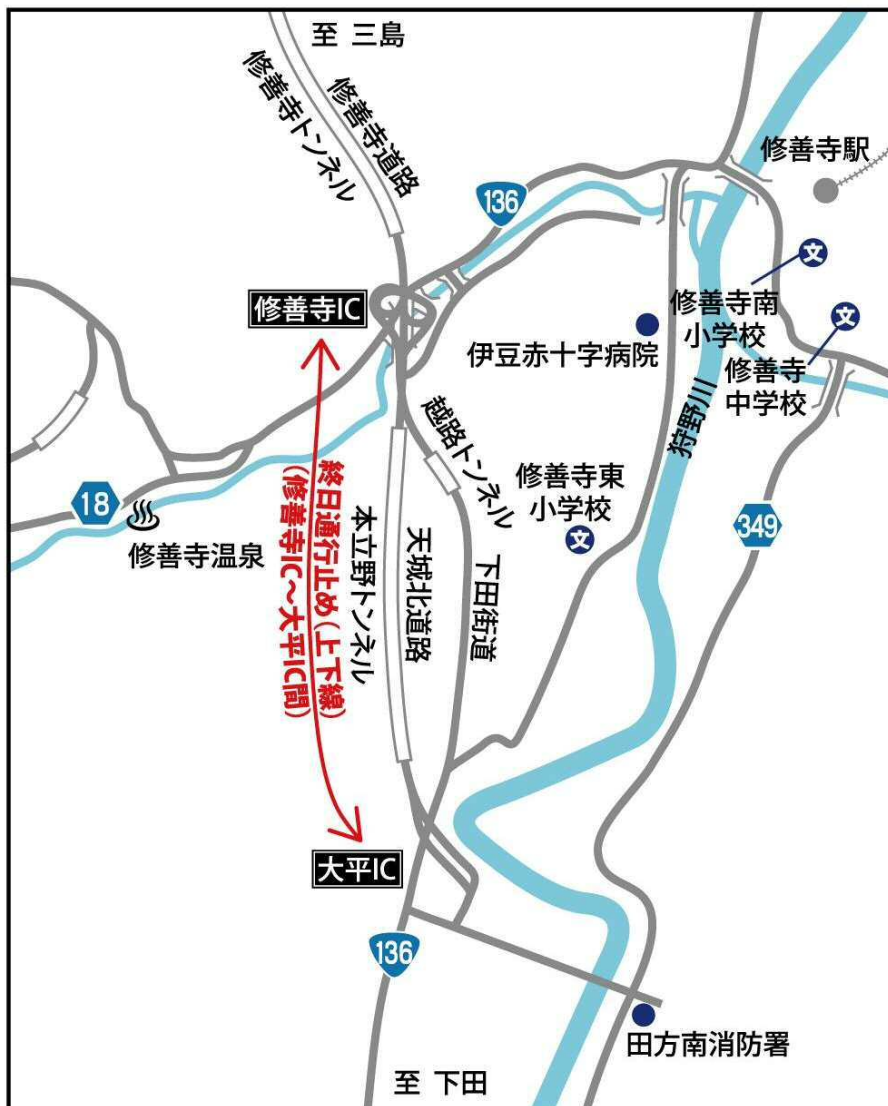 至 三島
修善寺道路
修善寺トンネル
修善寺駅
136
文
修善寺南
小学校
修善寺IC
文
修善寺
中学校
伊豆赤十字病院
狩野川
越路トンネル
修善寺東
小学校
文
18
修善寺温泉
349
終日通行止め(上下線)
(修善寺IC〜大平IC間)
本立野トンネル
天城北道路
下田街道
大平IC
136
田方南消防署
至 下田